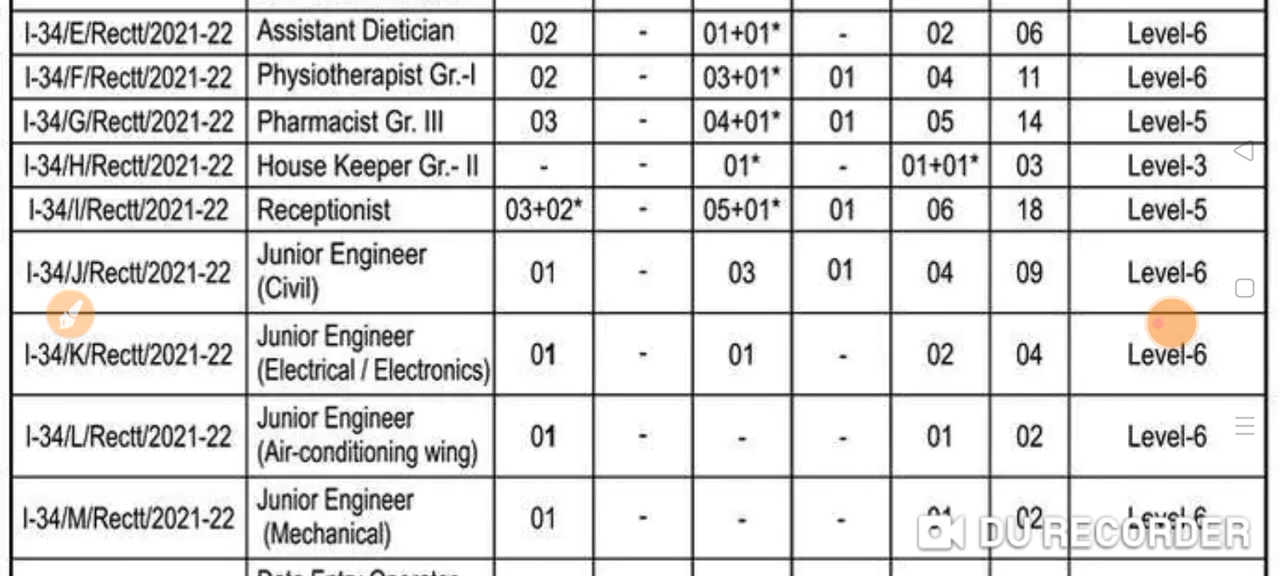 I-34/E/Rectt/2021-22 Assistant Dietician 02 - 01+01* - 02 06 Level-6
I-34/F/Rectt/2021-22 Physiotherapist Gr.-I 02 - 03+01* 01 04 11 Level-6
I-34/G/Rectt/2021-22 Pharmacist Gr. III 03 - 04+01* 01 05 14 Level-5
I-34/H/Rectt/2021-22 House Keeper Gr.- II - - 01* - 01+01* 03 Level-3
I-34/I/Rectt/2021-22 Receptionist 03+02* - 05+01* 01 06 18 Level-5
Junior Engineer
I-34/J/Rectt/2021-22 (Civil) 01 - 03 01 04 09 Level-6
Junior Engineer
I-34/K/Rectt/2021-22 (Electrical / Electronics) 01 - 01 - 02 04 Level-6
Junior Engineer
I-34/L/Rectt/2021-22 (Air-conditioning wing) 01 - - - 01 02 Level-6
Junior Engineer
I-34/M/Rectt/2021-22 (Mechanical) 01 - - - 01 02 Level-6
DU RECORDER
Data Entry Operator